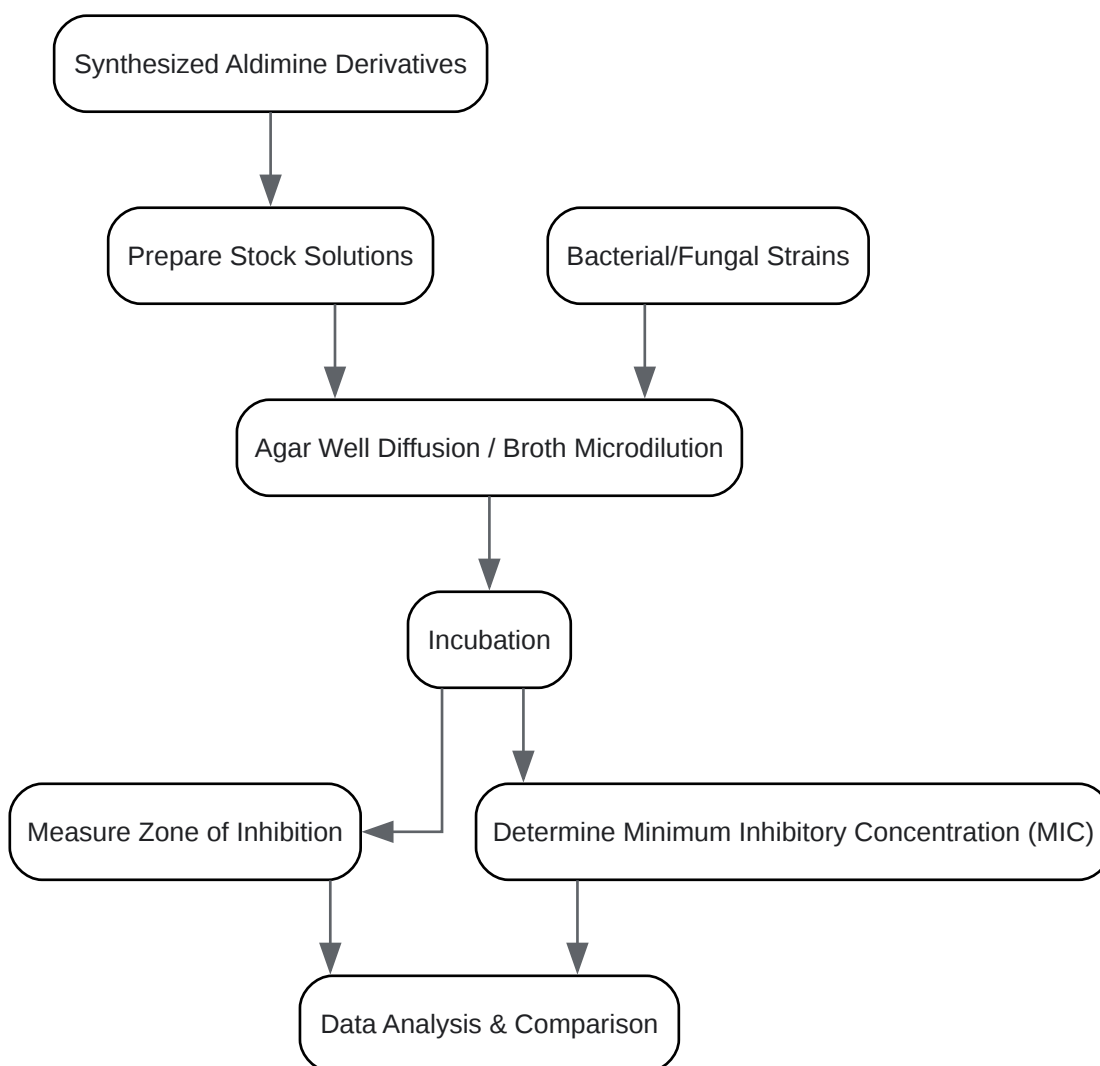 Synthesized Aldimine Derivatives
Prepare Stock Solutions
Bacterial/Fungal Strains
Agar Well Diffusion / Broth Microdilution
Incubation
Measure Zone of Inhibition
Determine Minimum Inhibitory Concentration (MIC)
Data Analysis & Comparison